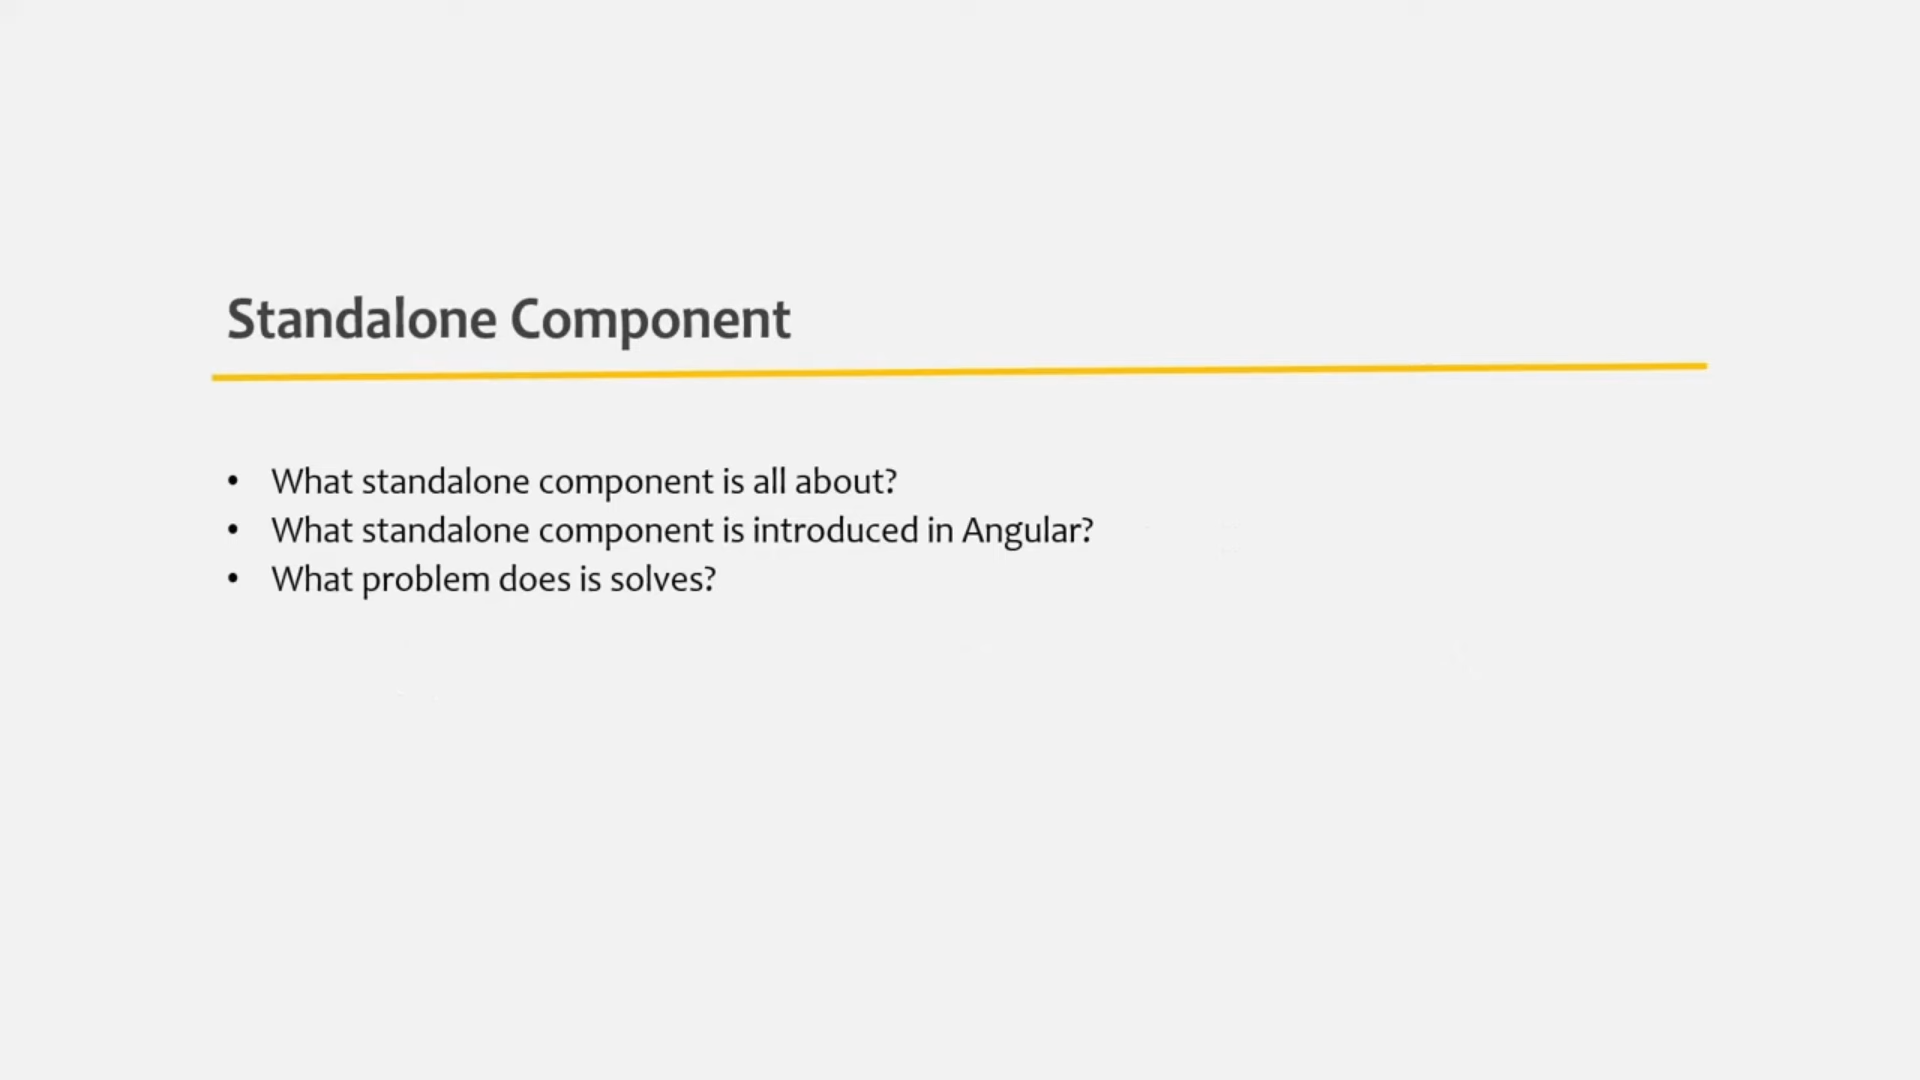 Standalone Component
• What standalone component is all about?
• What standalone component is introduced in Angular?
• What problem does is solves?